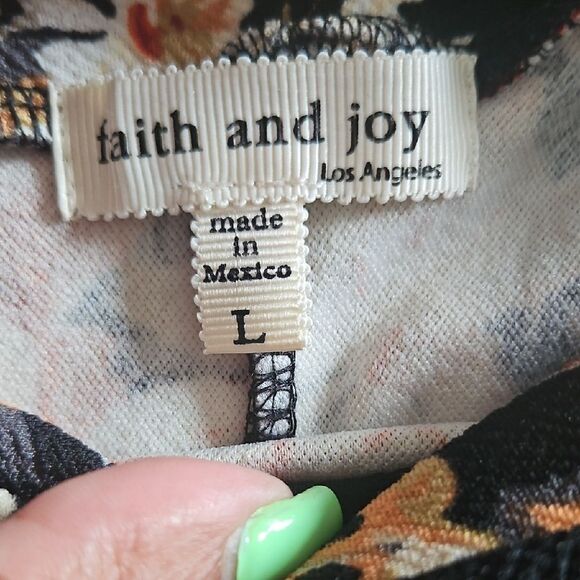 faith and joy
Los Angeles
made
in
Mexico
L